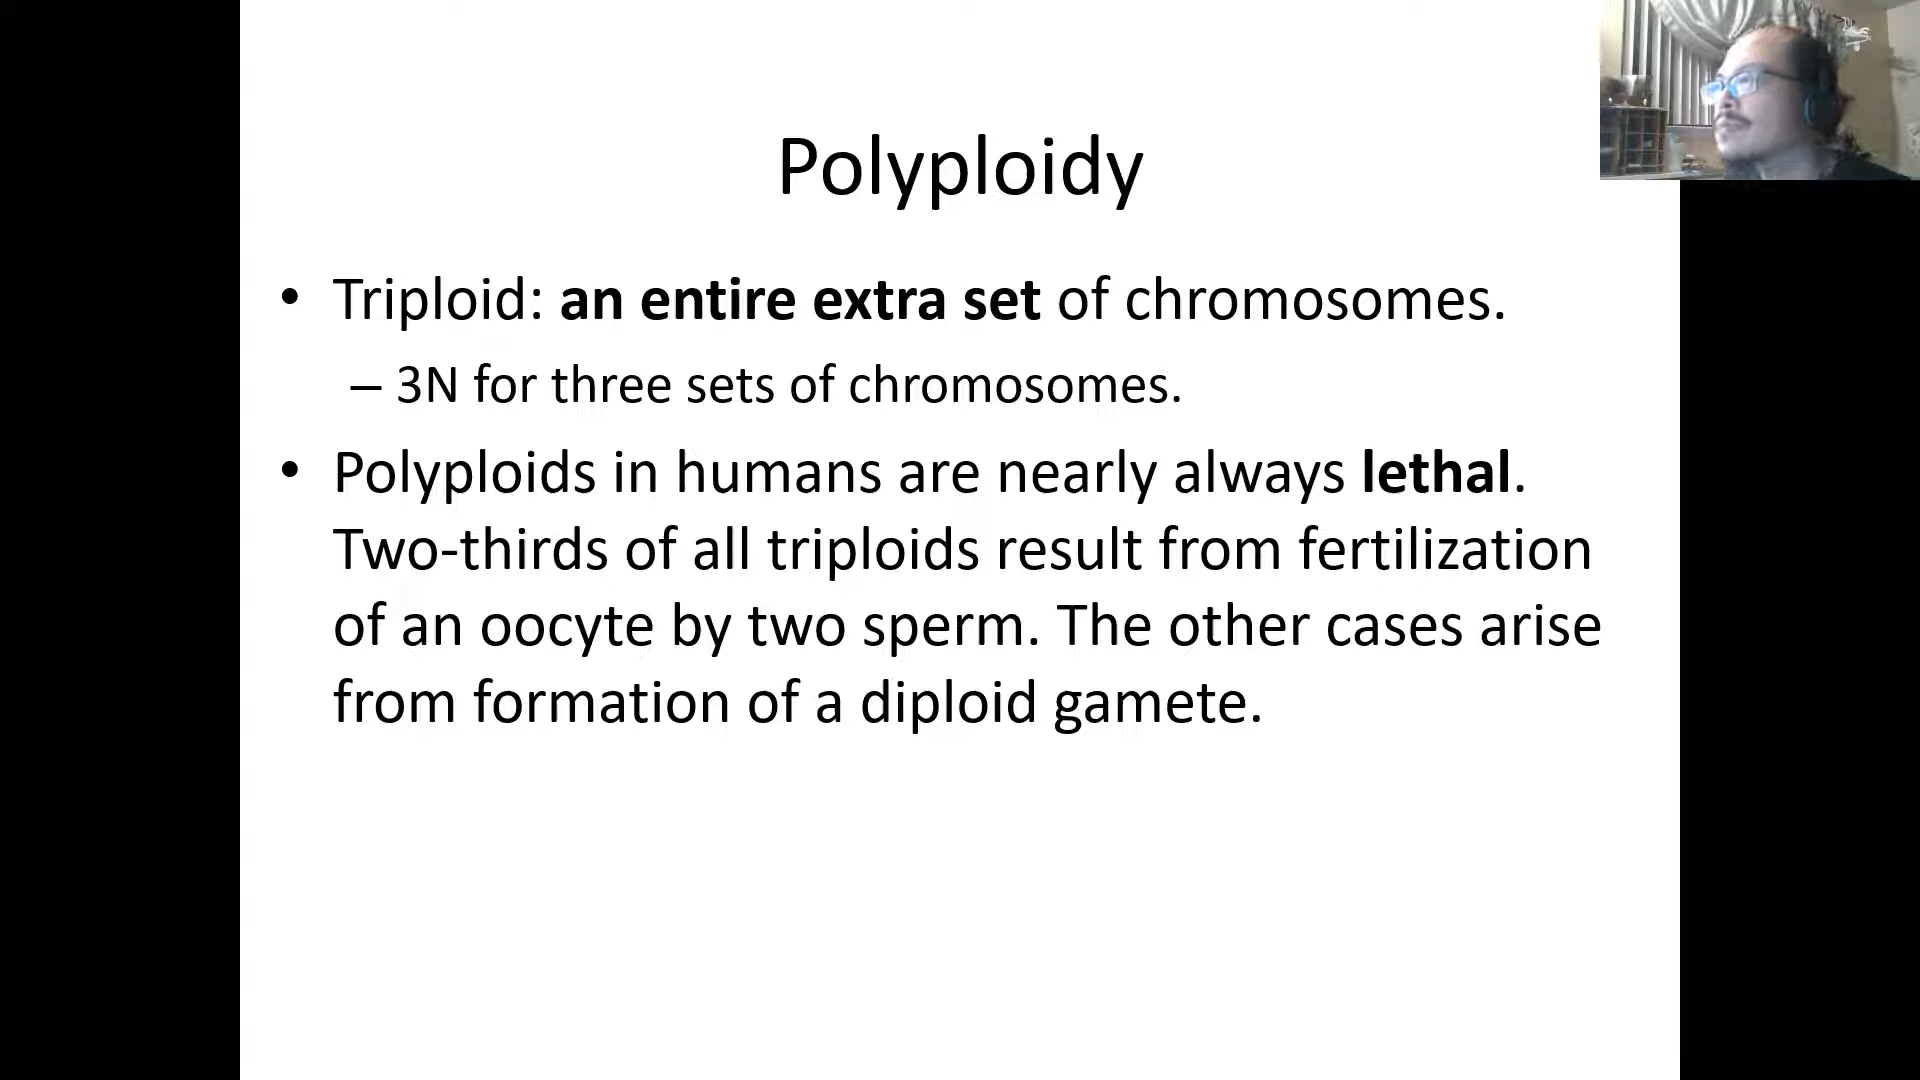 Polyploidy
• Triploid: an entire extra set of chromosomes.
– 3N for three sets of chromosomes.
• Polyploids in humans are nearly always lethal.
Two-thirds of all triploids result from fertilization
of an oocyte by two sperm. The other cases arise
from formation of a diploid gamete.